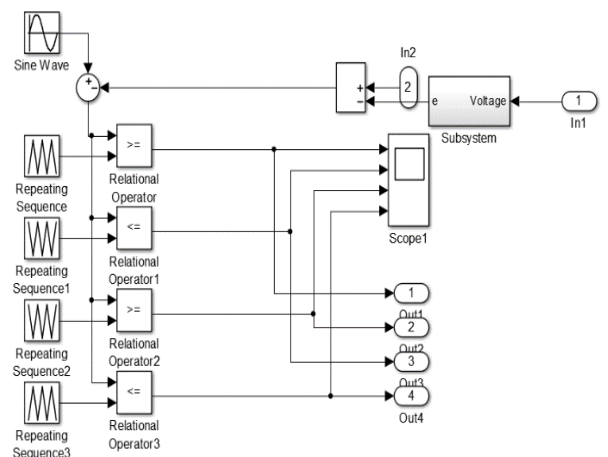 Sine Wave
+
−
In2
2
+
−
e
Voltage
Subsystem
1
In1
Repeating
Sequence
>=
Relational
Operator
Scope1
Repeating
Sequence1
<=
Relational
Operator1
1
Out1
Repeating
Sequence2
>=
Relational
Operator2
2
Out2
3
Out3
Repeating
Sequence3
<=
Relational
Operator3
4
Out4